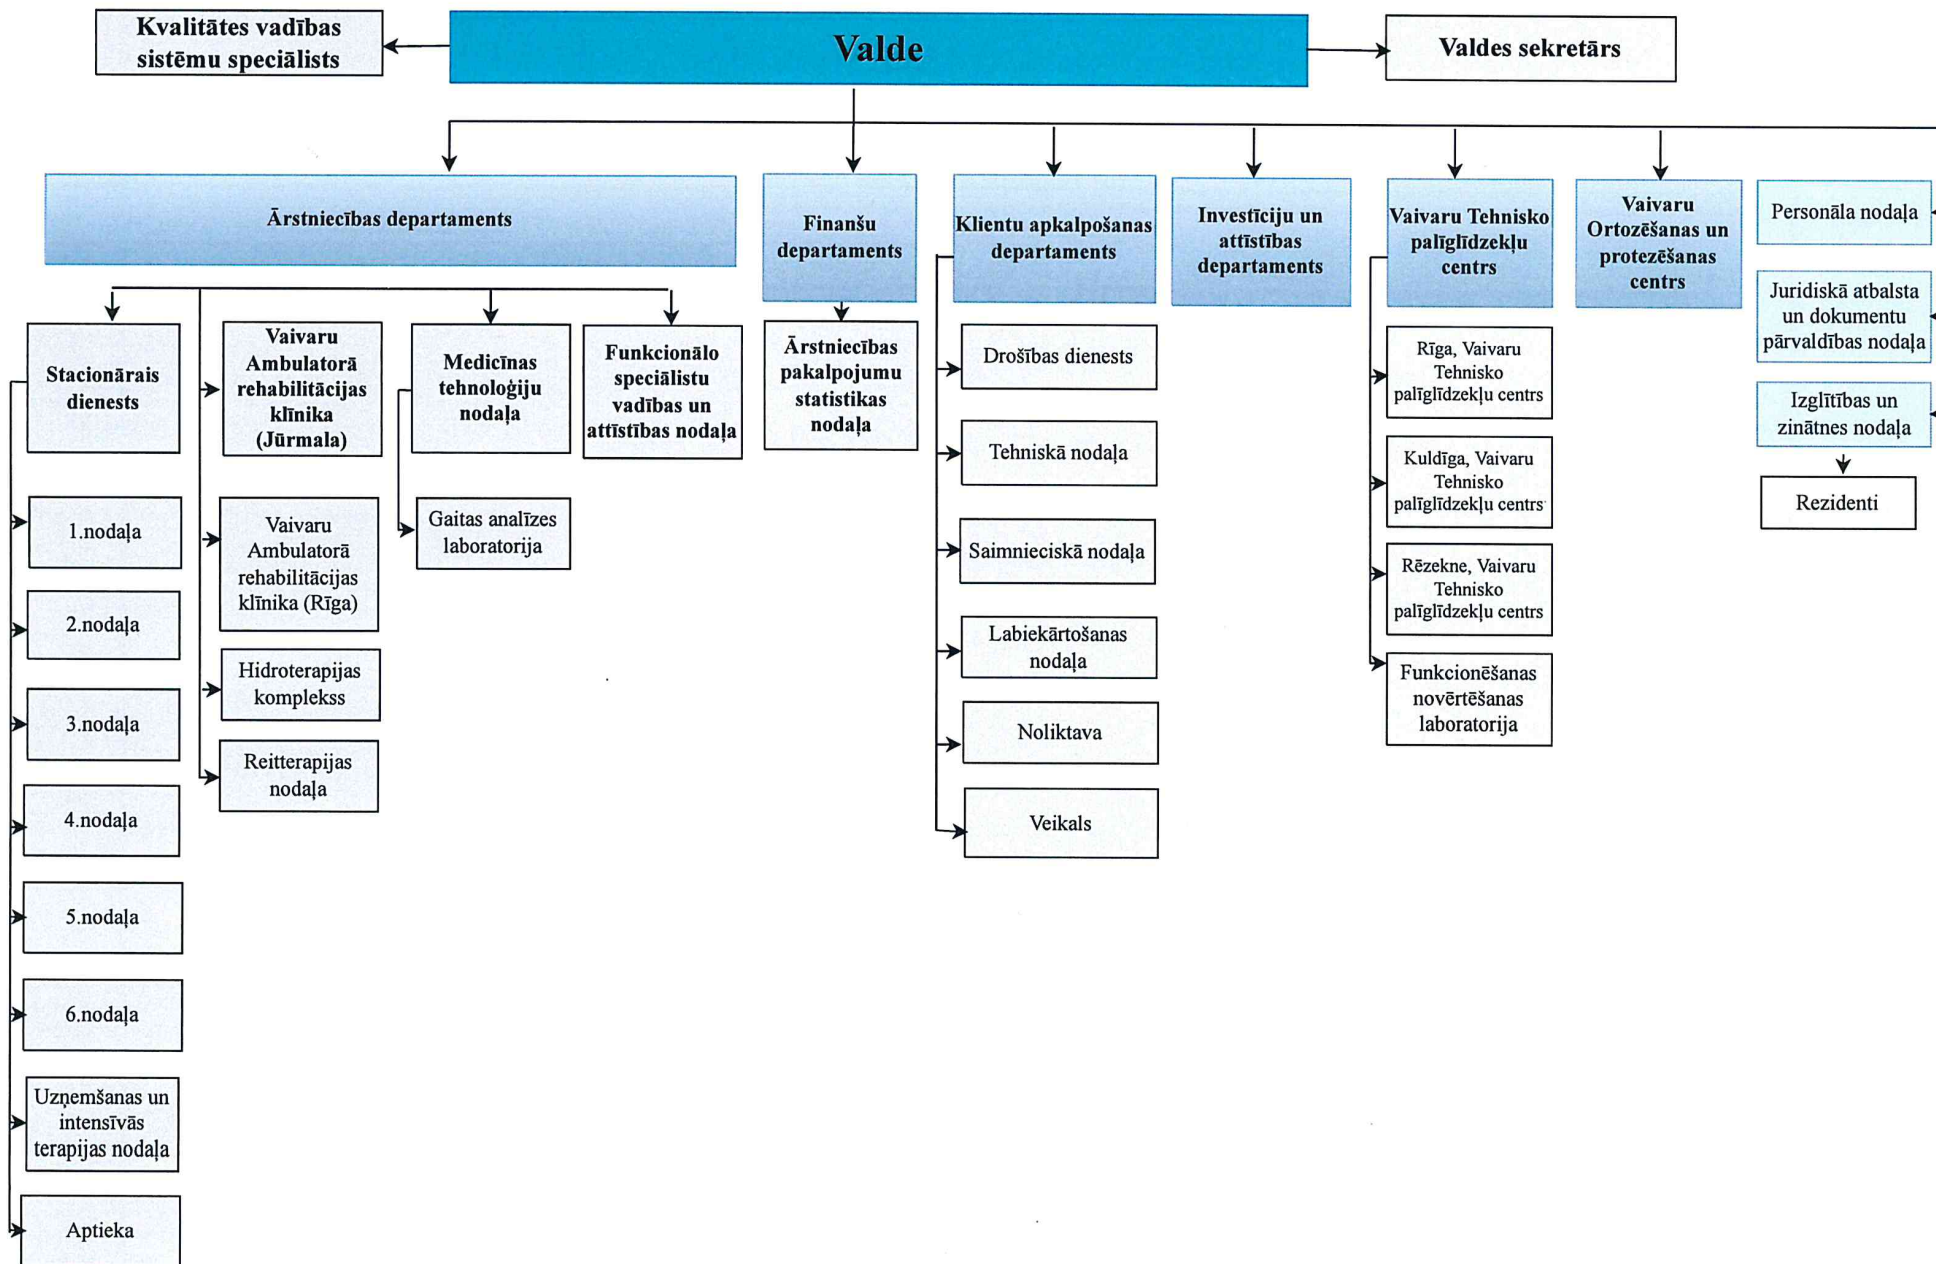 Kvalitātes vadības
sistēmu speciālists
Valde
Valdes sekretārs
Ārstniecības departaments
Finanšu
departaments
Klientu apkalpošanas
departaments
Investīciju un
attīstības
departaments
Vaivaru Tehnisko
palīglīdzekļu
centrs
Vaivaru
Ortozēšanas un
protezēšanas
centrs
Personāla nodaļa
Juridiskā atbalsta
un dokumentu
pārvaldības nodaļa
Izglītības un
zinātnes nodaļa
Rezidenti
Stacionārais
dienests
Vaivaru
Ambulatorā
rehabilitācijas
klīnika
(Jūrmala)
Medicīnas
tehnoloģiju
nodaļa
Funkcionālo
speciālistu
vadības un
attīstības nodaļa
Ārstniecības
pakalpojumu
statistikas
nodaļa
1.nodaļa
2.nodaļa
3.nodaļa
4.nodaļa
5.nodaļa
6.nodaļa
Uzņemšanas un
intensīvās
terapijas nodaļa
Aptieka
Vaivaru
Ambulatorā
rehabilitācijas
klīnika (Rīga)
Hidroterapijas
komplekss
Reitterapijas
nodaļa
Gaitas analīzes
laboratorija
Drošības dienests
Tehniskā nodaļa
Saimnieciskā nodaļa
Labiekārtošanas
nodaļa
Noliktava
Veikals
Rīga, Vaivaru
Tehnisko
palīglīdzekļu centrs
Kuldīga, Vaivaru
Tehnisko
palīglīdzekļu centrs
Rēzekne, Vaivaru
Tehnisko
palīglīdzekļu centrs
Funkcionēšanas
novērtēšanas
laboratorija